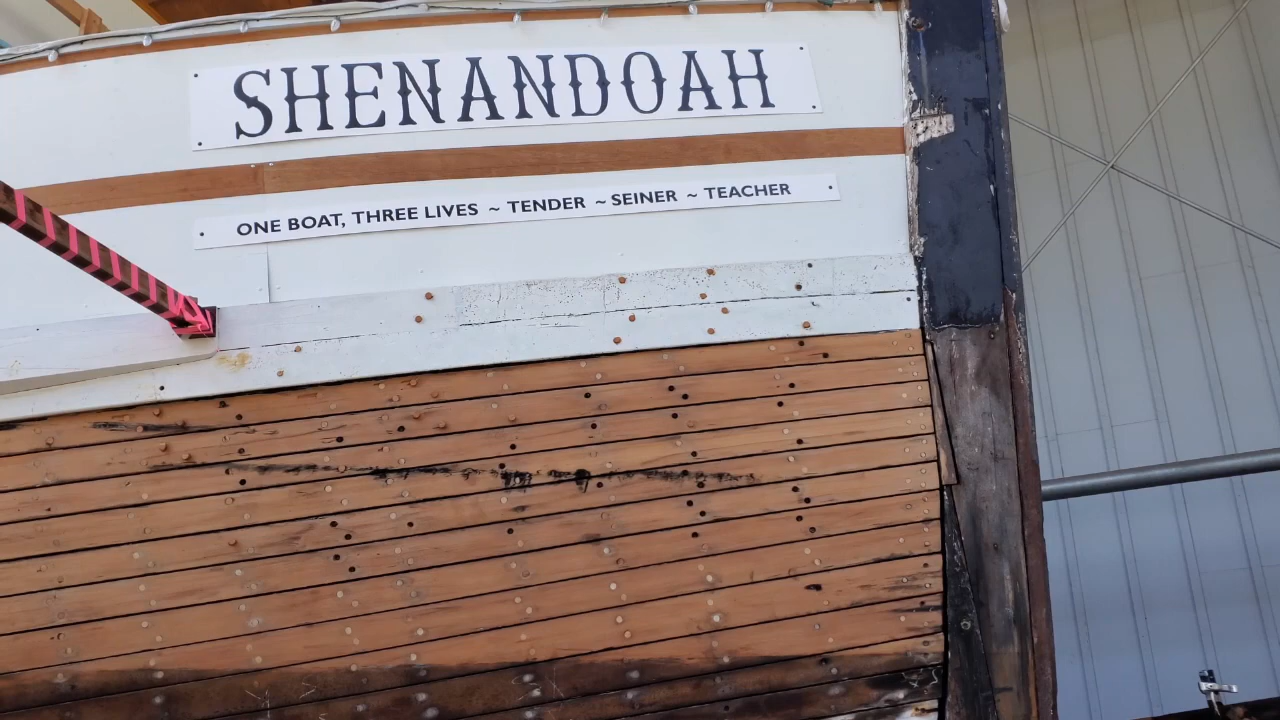 SHENANDOAH
ONE BOAT, THREE LIVES ~ TENDER ~ SEINER ~ TEACHER